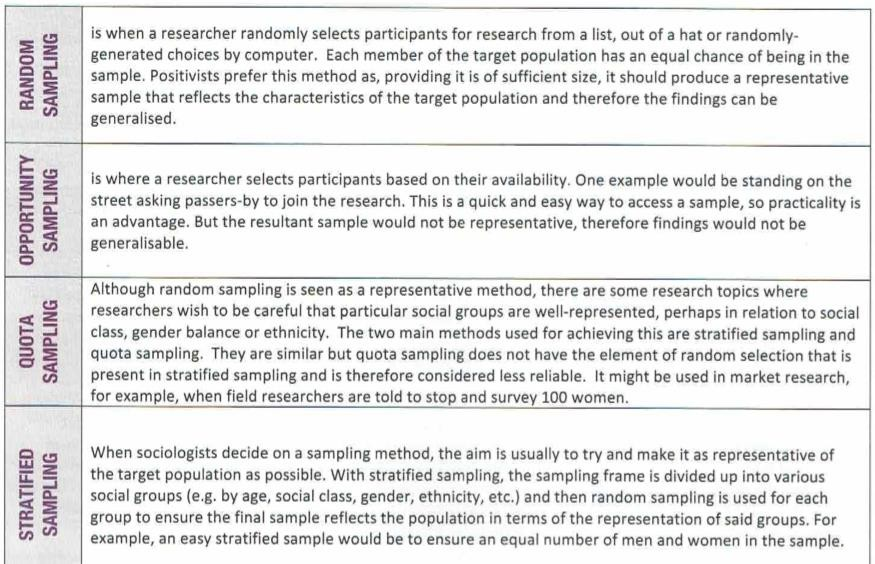 RANDOM
SAMPLING
is when a researcher randomly selects participants for research from a list, out of a hat or randomly-
generated choices by computer. Each member of the target population has an equal chance of being in the
sample. Positivists prefer this method as, providing it is of sufficient size, it should produce a representative
sample that reflects the characteristics of the target population and therefore the findings can be
generalised.
OPPORTUNITY
SAMPLING
is where a researcher selects participants based on their availability. One example would be standing on the
street asking passers-by to join the research. This is a quick and easy way to access a sample, so practicality is
an advantage. But the resultant sample would not be representative, therefore findings would not be
generalisable.
QUOTA
SAMPLING
Although random sampling is seen as a representative method, there are some research topics where
researchers wish to be careful that particular social groups are well-represented, perhaps in relation to social
class, gender balance or ethnicity. The two main methods used for achieving this are stratified sampling and
quota sampling. They are similar but quota sampling does not have the element of random selection that is
present in stratified sampling and is therefore considered less reliable. It might be used in market research,
for example, when field researchers are told to stop and survey 100 women.
STRATIFIED
SAMPLING
When sociologists decide on a sampling method, the aim is usually to try and make it as representative of
the target population as possible. With stratified sampling, the sampling frame is divided up into various
social groups (e.g. by age, social class, gender, ethnicity, etc.) and then random sampling is used for each
group to ensure the final sample reflects the population in terms of the representation of said groups. For
example, an easy stratified sample would be to ensure an equal number of men and women in the sample.